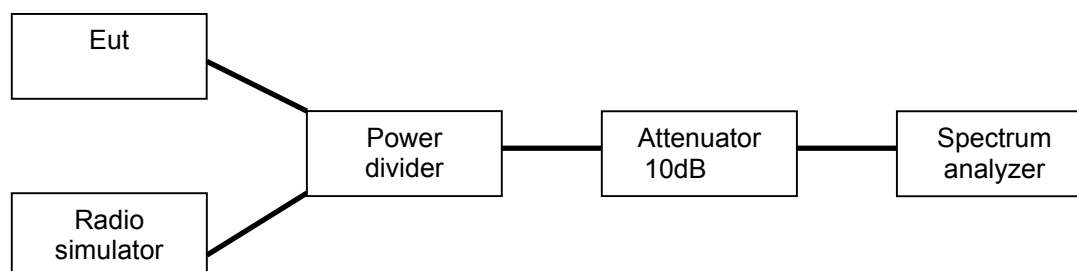 Eut
Power
divider
Attenuator
10dB
Spectrum
analyzer
Radio
simulator